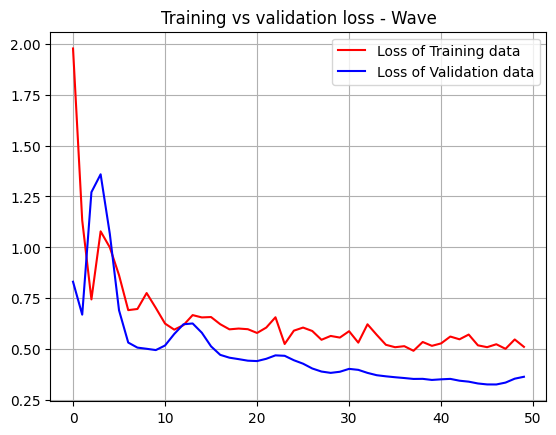 Training vs validation loss - Wave
Loss of Training data
Loss of Validation data
2.00
1.75
1.50
1.25
1.00
0.75
0.50
0.25
0 10 20 30 40 50